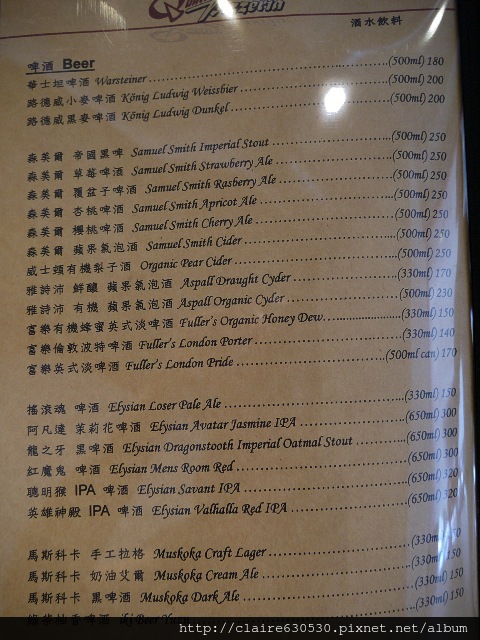 酒水飲料
啤酒 Beer
華士坦啤酒 Warsteiner (500ml) 180
路德威小麥啤酒 König Ludwig Weissbier (500ml) 200
路德威黑麥啤酒 König Ludwig Dunkel (500ml) 200
森美爾 帝國黑啤 Samuel Smith Imperial Stout (500ml) 250
森美爾 草莓啤酒 Samuel Smith Strawberry Ale (500ml) 250
森美爾 覆盆子啤酒 Samuel Smith Rasberry Ale (500ml) 250
森美爾 杏桃啤酒 Samuel Smith Apricot Ale (500ml) 250
森美爾 櫻桃啤酒 Samuel Smith Cherry Ale (500ml) 250
森美爾 蘋果氣泡酒 Samuel Smith Cider (500ml) 250
威士頓有機梨子酒 Organic Pear Cider (500ml) 250
雅詩沛 鮮釀 蘋果氣泡酒 Aspall Draught Cyder (330ml) 170
雅詩沛 有機 蘋果氣泡酒 Aspall Organic Cyder (500ml) 230
富樂有機蜂蜜英式淡啤酒 Fuller's Organic Honey Dew (330ml) 150
富樂倫敦波特啤酒 Fuller's London Porter (330ml) 140
富樂英式淡啤酒 Fuller's London Pride (500ml can) 170
搖滾魂 啤酒 Elysian Loser Pale Ale (330ml) 150
阿凡達 茉莉花啤酒 Elysian Avatar Jasmine IPA (650ml) 300
龍之牙 黑啤酒 Elysian Dragonstooth Imperial Oatmal Stout (650ml) 300
紅魔鬼 啤酒 Elysian Mens Room Red (650ml) 300
聰明猴 IPA 啤酒 Elysian Savant IPA (650ml) 320
英雄神殿 IPA 啤酒 Elysian Valhalla Red IPA (650ml) 320
馬斯科卡 手工拉格 Muskoka Craft Lager (330ml)
馬斯科卡 奶油艾爾 Muskoka Cream Ale (330ml) 150
馬斯科卡 黑啤酒 Muskoka Dark Ale (330ml) 150
(330ml) 150
http://claire630530.pixnet.net/album